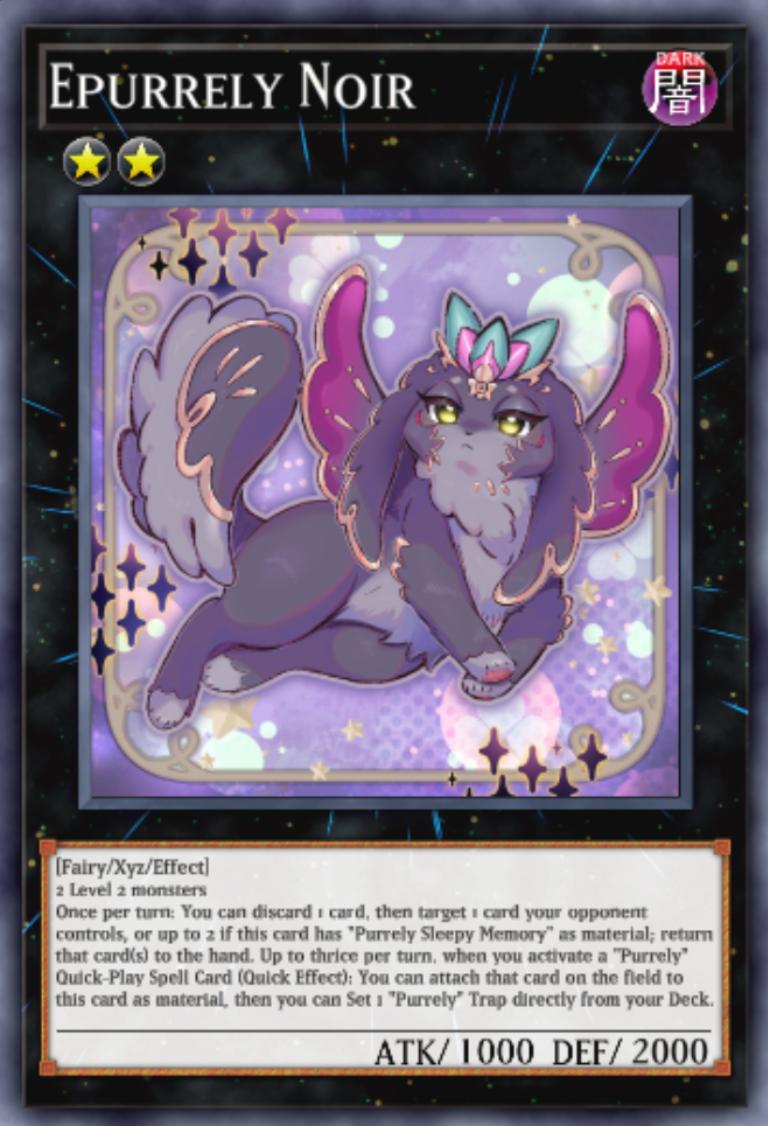 Epurrely Noir
DARK
闇
[Fairy/Xyz/Effect]
2 Level 2 monsters
Once per turn: You can discard 1 card, then target 1 card your opponent
controls, or up to 2 if this card has "Purrely Sleepy Memory" as material; return
that card(s) to the hand. Up to thrice per turn, when you activate a "Purrely"
Quick-Play Spell Card (Quick Effect): You can attach that card on the field to
this card as material, then you can Set 1 "Purrely" Trap directly from your Deck.
ATK/ 1000 DEF/ 2000